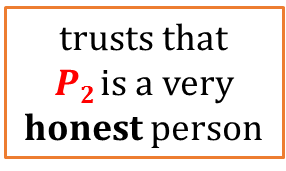 trusts that
P₂ is a very
honest person